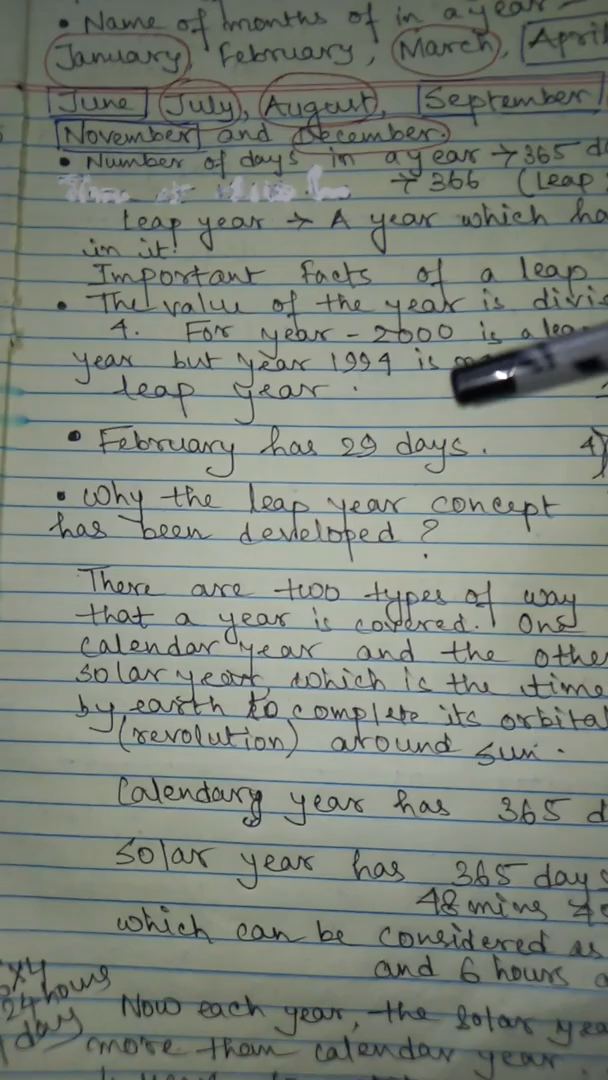 • Name of months of in a year -
January, February, March, April
June, July, August, September
November and December.
• Number of days in a year → 365 d
→ 366 (Leap
Leap year → A year which ha
in it!
Important facts of a leap
• The value of the year is divis
4. For year - 2000 is a lea
year but year 1994 is
leap year.
• February has 29 days.
4)
• Why the leap year concept
has been developed?
There are two types of way
that a year is covered. One
calendar year and the othe
solar year, which is the time
by earth to complete its orbital
(revolution) around sun.
Calendary year has 365 d
Solar year has 365 days
48 mins
which can be considered as
and 6 hours
x4
24 hours
day
Now each year, the solar yea
more than calendar year.